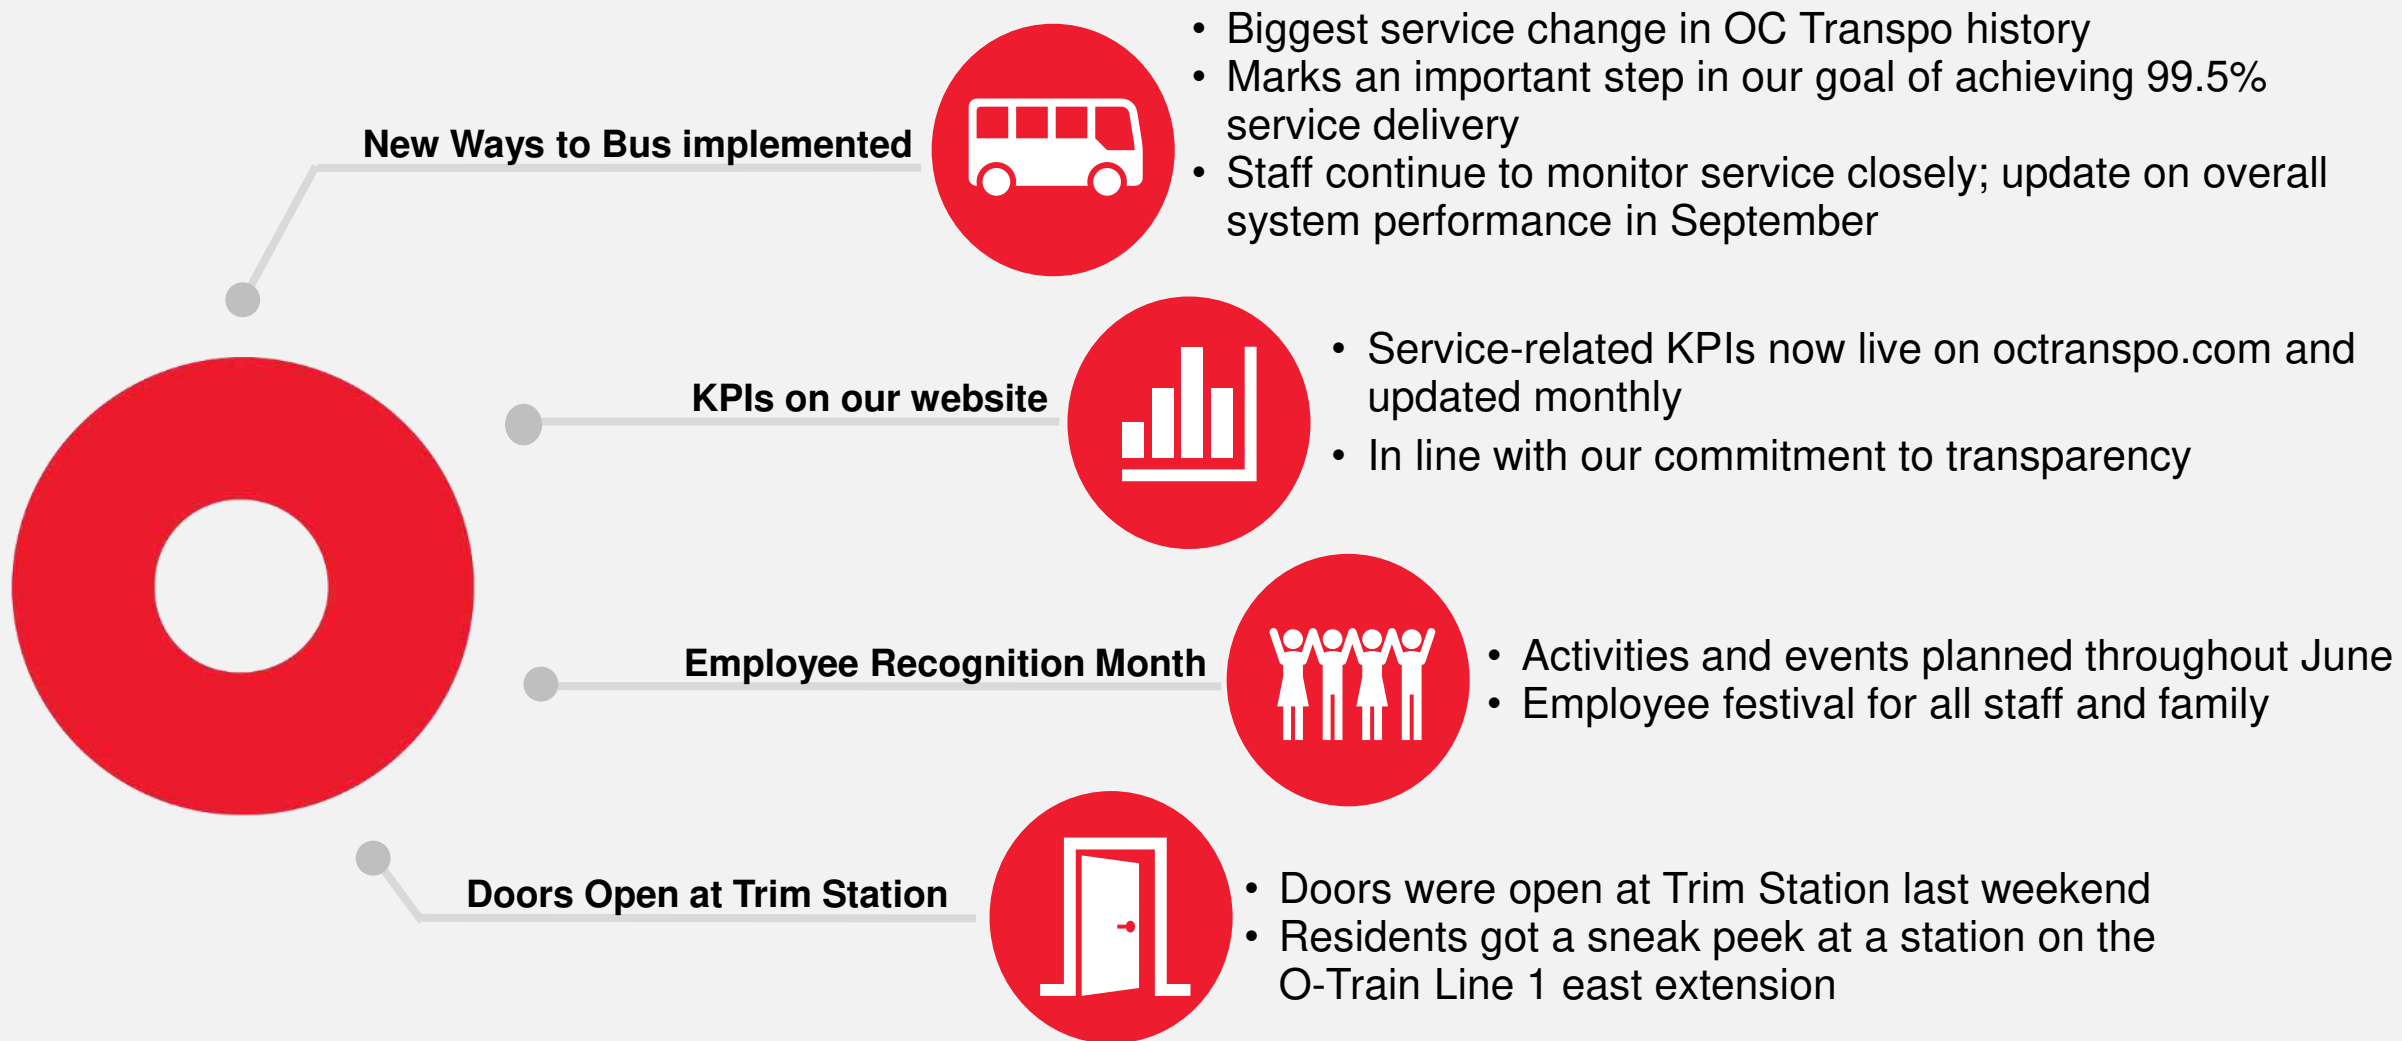 New Ways to Bus implemented
• Biggest service change in OC Transpo history
• Marks an important step in our goal of achieving 99.5%
service delivery
• Staff continue to monitor service closely; update on overall
system performance in September
KPIs on our website
• Service-related KPIs now live on octranspo.com and
updated monthly
• In line with our commitment to transparency
Employee Recognition Month
• Activities and events planned throughout June
• Employee festival for all staff and family
Doors Open at Trim Station
• Doors were open at Trim Station last weekend
• Residents got a sneak peek at a station on the
O-Train Line 1 east extension